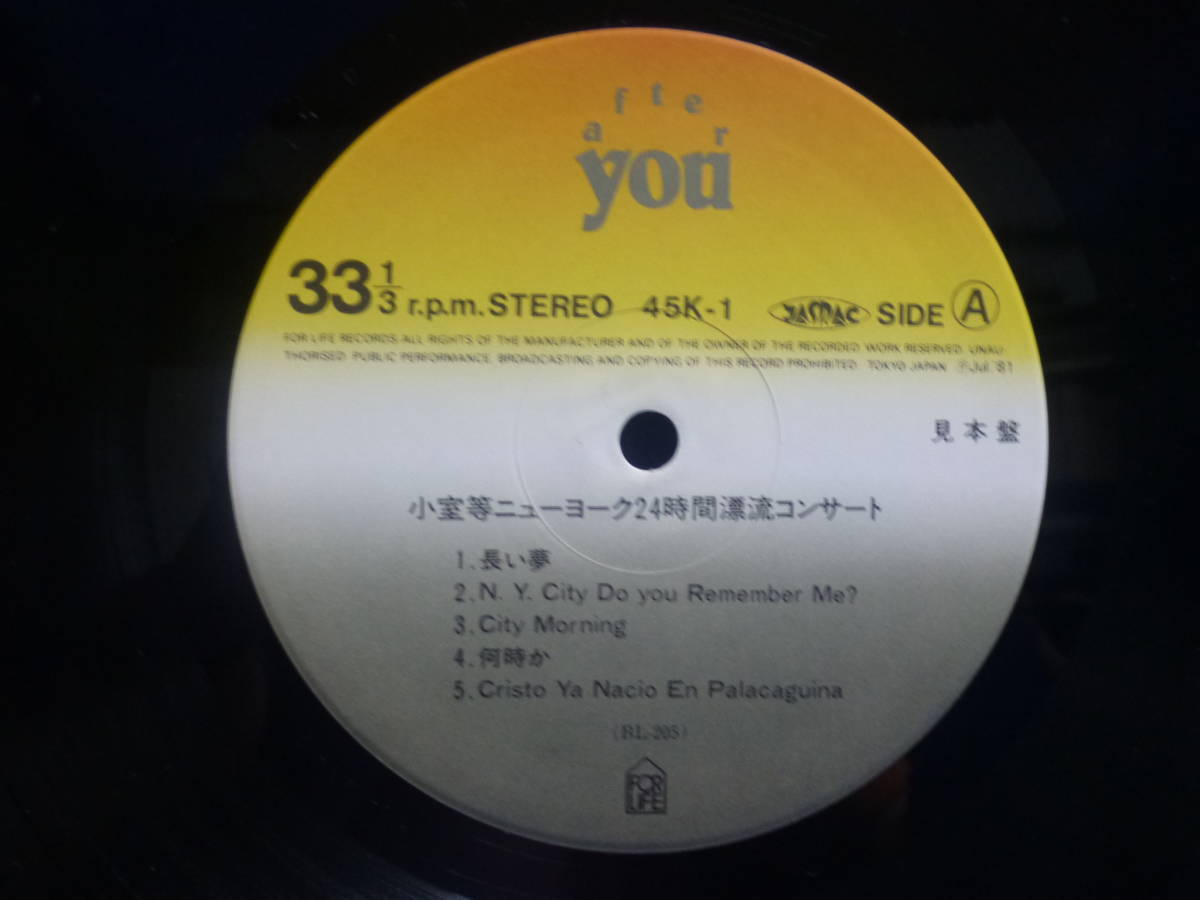 after
you
33 1/3 r.p.m. STEREO 45K-1 JASRAC SIDE A
FOR LIFE RECORDS·ALL RIGHTS OF THE MANUFACTURER AND OF THE OWNER OF THE RECORDED WORK RESERVED. UNAU-
THORISED PUBLIC PERFORMANCE, BROADCASTING AND COPYING OF THIS RECORD PROHIBITED. TOKYO JAPAN ℗Jul.'81
見本盤
小室等ニューヨーク24時間漂流コンサート
1.長い夢
2.N. Y. City Do you Remember Me?
3.City Morning
4.何時か
5.Cristo Ya Nacio En Palacaguina
(BL-205)
FOR
LIFE